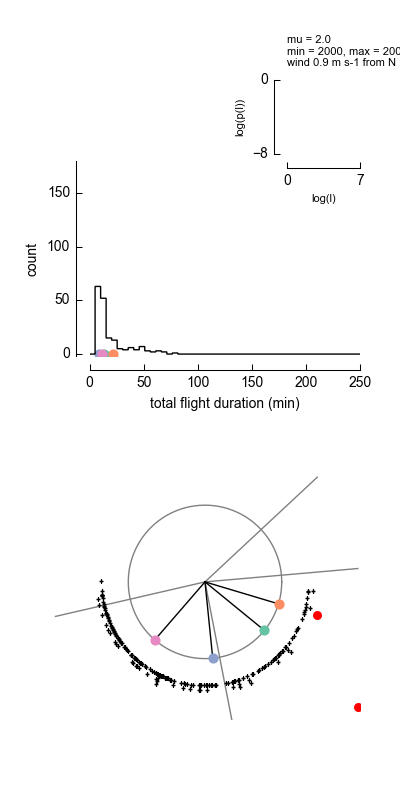 mu = 2.0
min = 2000, max = 200
wind 0.9 m s-1 from N
0
log(p(l))
−8
0 7
log(l)
150
100
50
0
count
0 50 100 150 200 250
total flight duration (min)